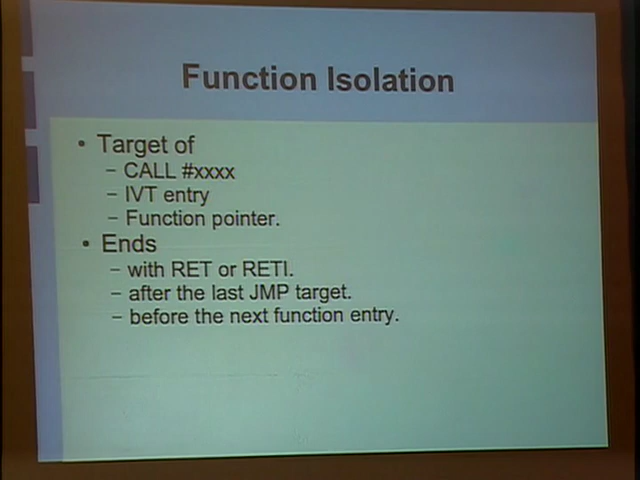 Function Isolation
• Target of
– CALL #xxxx
– IVT entry
– Function pointer.
• Ends
– with RET or RETI.
– after the last JMP target.
– before the next function entry.